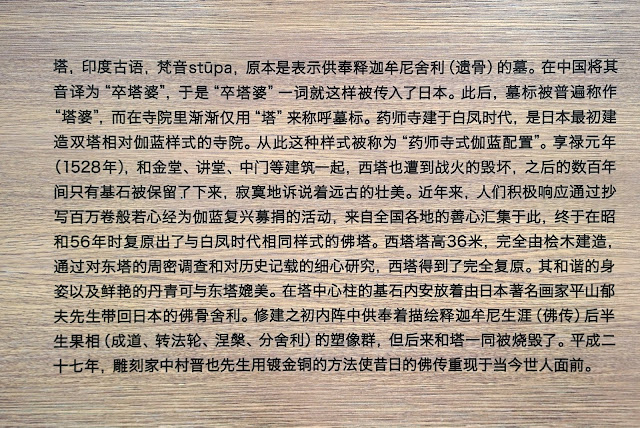 塔，印度古语，梵音stūpa，原本是表示供奉释迦牟尼舍利（遗骨）的墓。在中国将其
音译为“卒塔婆”，于是“卒塔婆”一词就这样被传入了日本。此后，墓标被普遍称作
“塔婆”，而在寺院里渐渐仅用“塔”来称呼墓标。药师寺建于白凤时代，是日本最初建
造双塔相对伽蓝样式的寺院。从此这种样式被称为“药师寺式伽蓝配置”。享禄元年
（1528年），和金堂、讲堂、中门等建筑一起，西塔也遭到战火的毁坏，之后的数百年
间只有基石被保留了下来，寂寞地诉说着远古的壮美。近年来，人们积极响应通过抄
写百万卷般若心经为伽蓝复兴募捐的活动，来自全国各地的善心汇集于此，终于在昭
和56年时复原出了与白凤时代相同样式的佛塔。西塔塔高36米，完全由桧木建造，
通过对东塔的周密调查和对历史记载的细心研究，西塔得到了完全复原。其和谐的身
姿以及鲜艳的丹青可与东塔媲美。在塔中心柱的基石内安放着由日本著名画家平山郁
夫先生带回日本的佛骨舍利。修建之初内阵中供奉着描绘释迦牟尼生涯（佛传）后半
生果相（成道、转法轮、涅槃、分舍利）的塑像群，但后来和塔一同被烧毁了。平成二
十七年，雕刻家中村晋也先生用镀金铜的方法使昔日的佛传重现于当今世人面前。